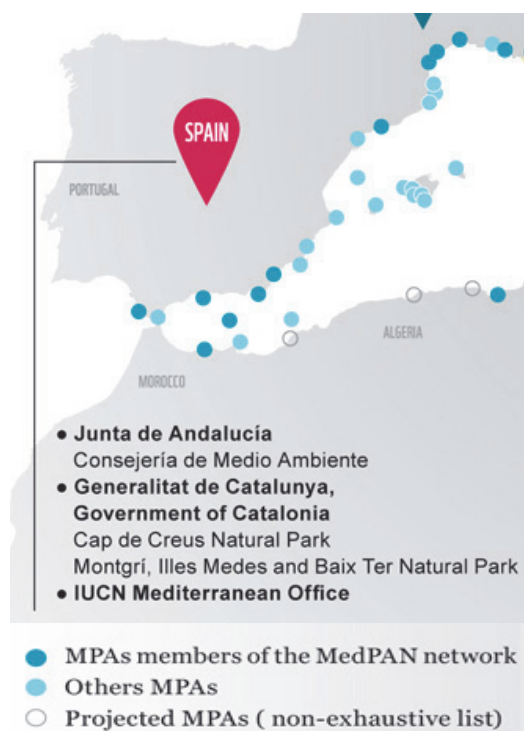 SPAIN
PORTUGAL
ALGERIA
MOROCCO
● Junta de Andalucía
Consejería de Medio Ambiente
● Generalitat de Catalunya,
Government of Catalonia
Cap de Creus Natural Park
Montgrí, Illes Medes and Baix Ter Natural Park
● IUCN Mediterranean Office
MPAs members of the MedPAN network
Others MPAs
Projected MPAs ( non-exhaustive list)